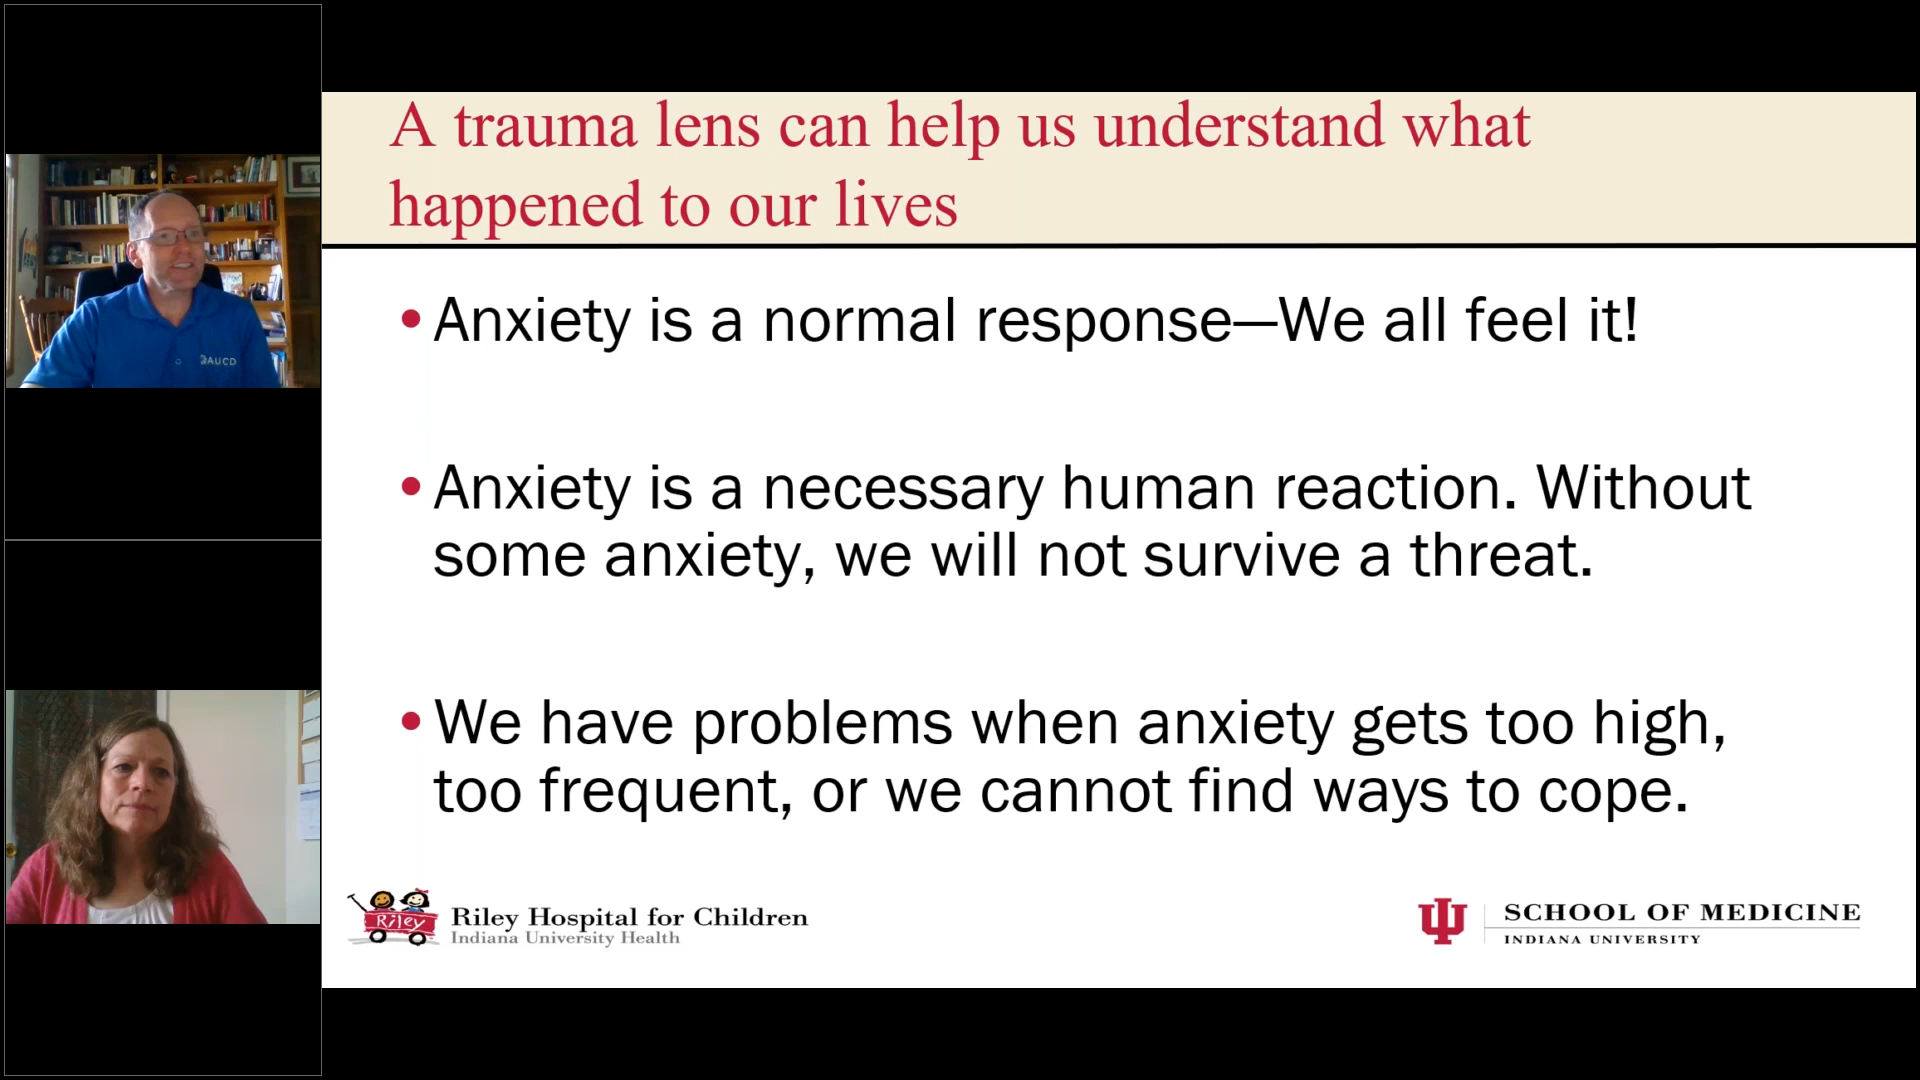 A trauma lens can help us understand what
happened to our lives
• Anxiety is a normal response—We all feel it!
• Anxiety is a necessary human reaction. Without
some anxiety, we will not survive a threat.
• We have problems when anxiety gets too high,
too frequent, or we cannot find ways to cope.
Riley
Riley Hospital for Children
Indiana University Health
SCHOOL OF MEDICINE
INDIANA UNIVERSITY
AUCD